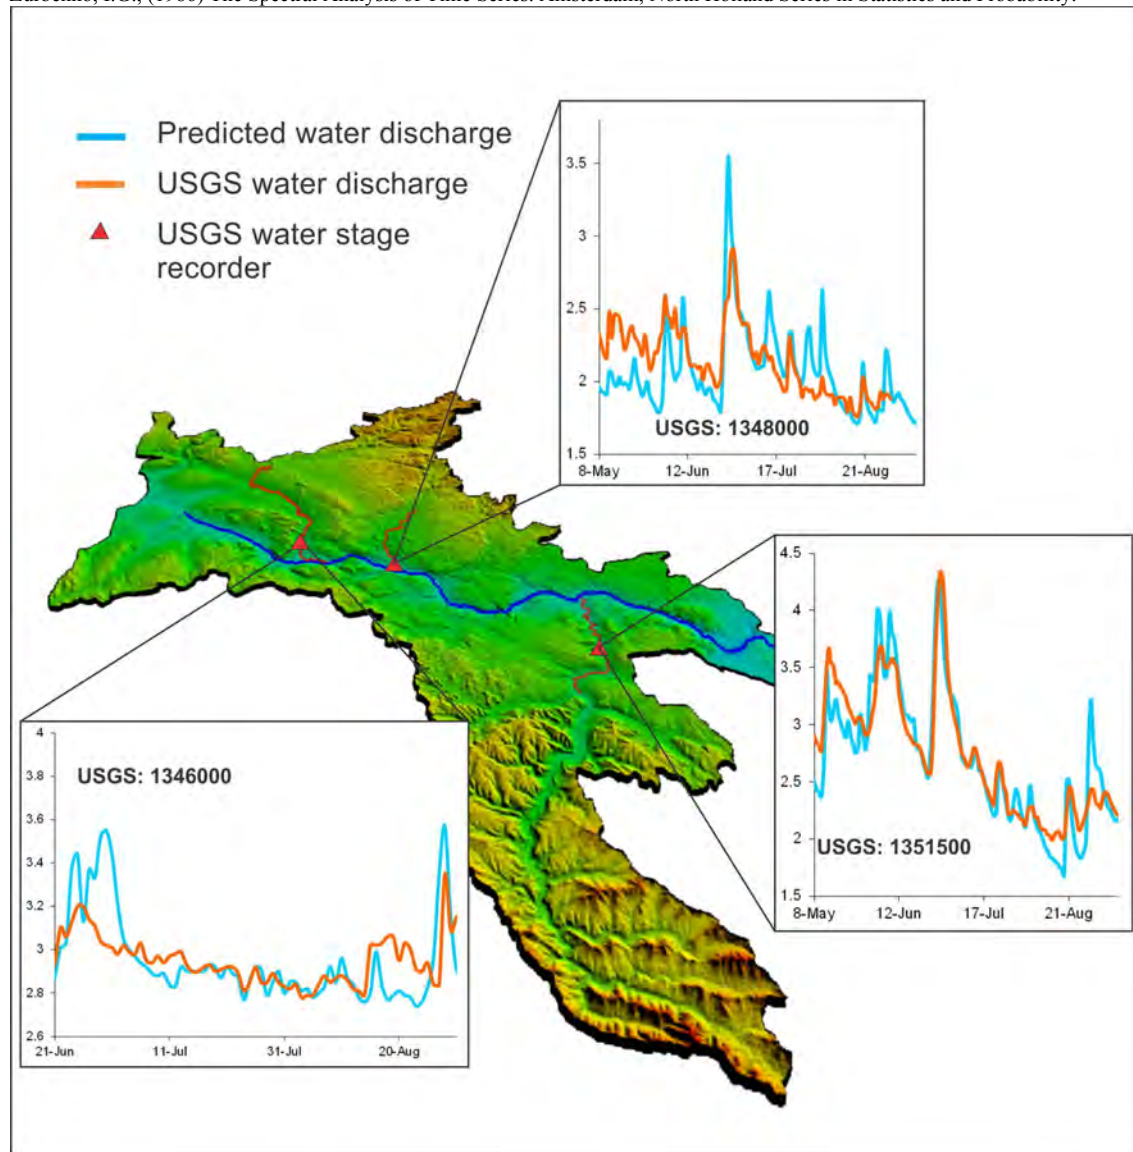 Predicted water discharge
USGS water discharge
USGS water stage
recorder
3.5
3
2.5
2
1.5
USGS: 1348000
8-May
12-Jun
17-Jul
21-Aug
4.5
4
3.5
3
2.5
2
1.5
USGS: 1351500
8-May
12-Jun
17-Jul
21-Aug
4
3.8
3.6
3.4
3.2
3
2.8
2.6
USGS: 1346000
21-Jun
11-Jul
31-Jul
20-Aug